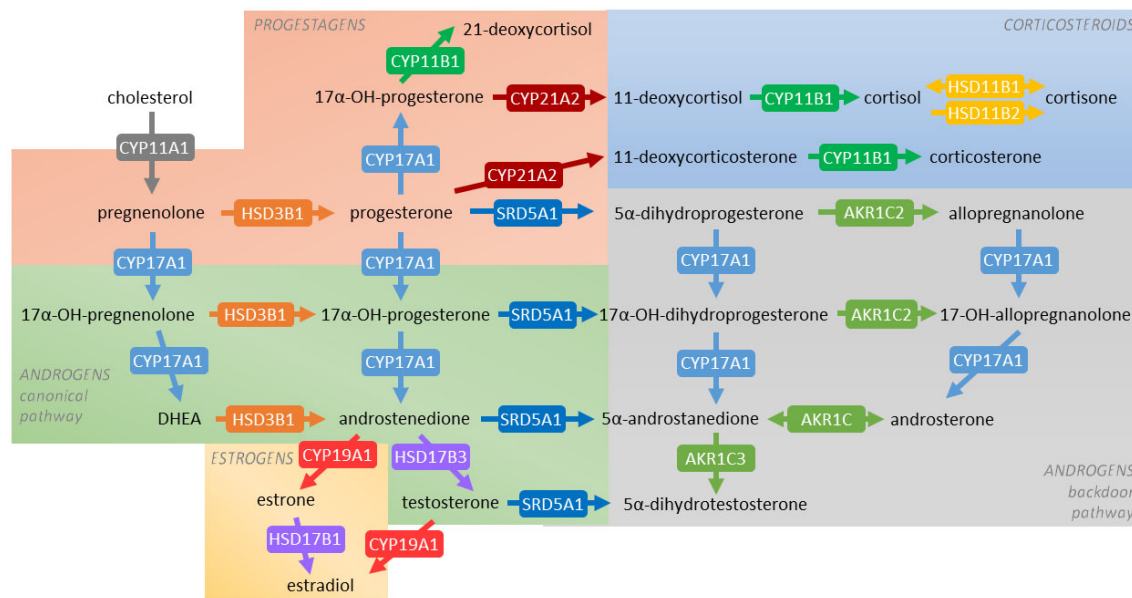 PROGESTAGENS
21-deoxycortisol
CORTICOSTEROIDS
CYP11B1
cholesterol
17α-OH-progesterone
CYP21A2
11-deoxycortisol
CYP11B1
cortisol
HSD11B1
HSD11B2
cortisone
CYP11A1
CYP17A1
CYP21A2
11-deoxycorticosterone
CYP11B1
corticosterone
pregnenolone
HSD3B1
progesterone
SRD5A1
5α-dihydroprogesterone
AKR1C2
allopregnanolone
CYP17A1
CYP17A1
CYP17A1
CYP17A1
17α-OH-pregnenolone
HSD3B1
17α-OH-progesterone
SRD5A1
17α-OH-dihydroprogesterone
AKR1C2
17-OH-allopregnanolone
CYP17A1
CYP17A1
CYP17A1
CYP17A1
ANDROGENS
canonical
pathway
DHEA
HSD3B1
androstenedione
SRD5A1
5α-androstanedione
AKR1C
androsterone
ESTROGENS
CYP19A1
HSD17B3
AKR1C3
ANDROGENS
backdoor
pathway
estrone
testosterone
SRD5A1
5α-dihydrotestosterone
HSD17B1
CYP19A1
estradiol